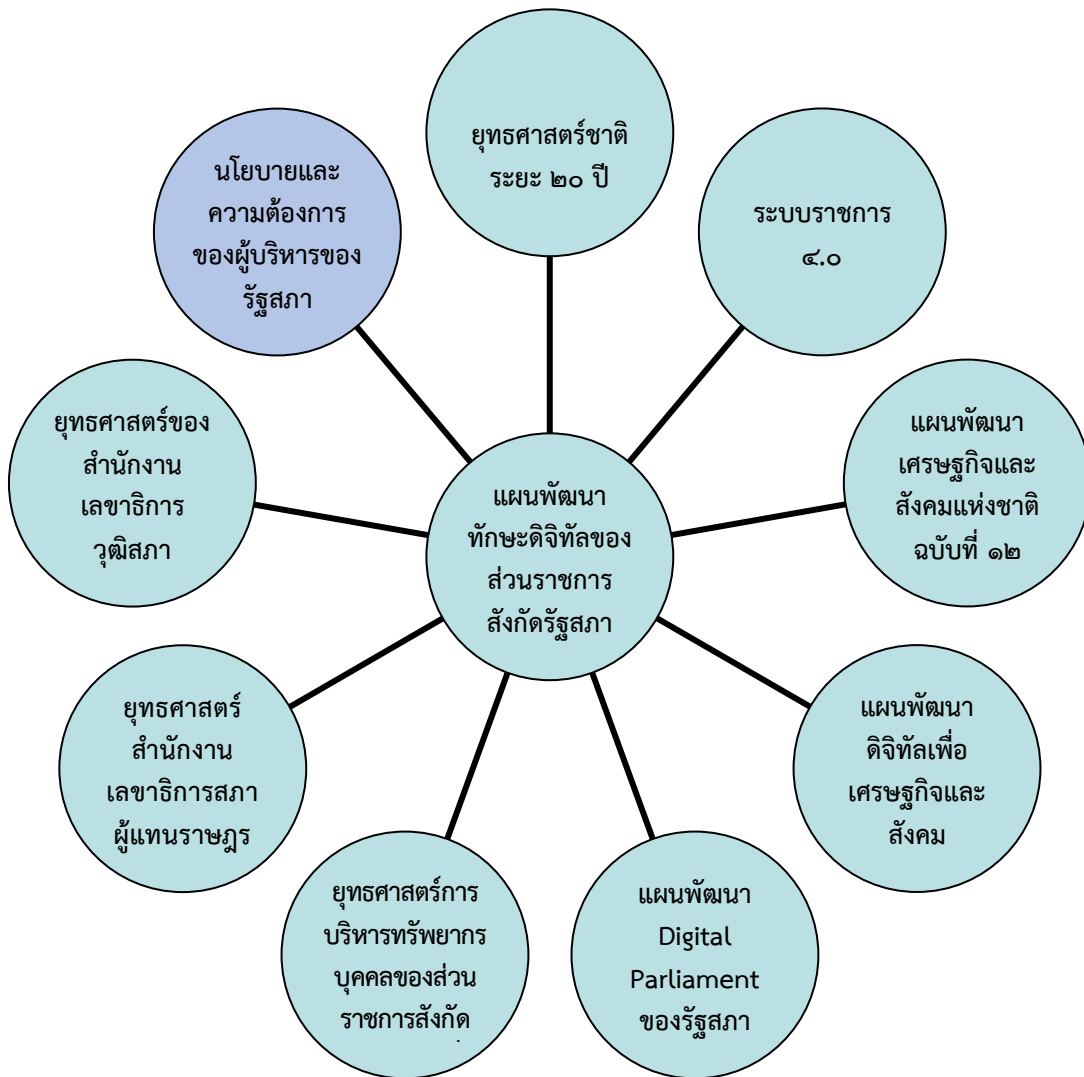 ยุทธศาสตร์ชาติ
ระยะ ๒๐ ปี
ระบบราชการ
๔.๐
แผนพัฒนา
เศรษฐกิจและ
สังคมแห่งชาติ
ฉบับที่ ๑๒
แผนพัฒนา
ดิจิทัลเพื่อ
เศรษฐกิจและ
สังคม
แผนพัฒนา
Digital
Parliament
ของรัฐสภา
ยุทธศาสตร์การ
บริหารทรัพยากร
บุคคลของส่วน
ราชการสังกัด
ยุทธศาสตร์
สำนักงาน
เลขาธิการสภา
ผู้แทนราษฎร
ยุทธศาสตร์ของ
สำนักงาน
เลขาธิการ
วุฒิสภา
นโยบายและ
ความต้องการ
ของผู้บริหารของ
รัฐสภา
แผนพัฒนา
ทักษะดิจิทัลของ
ส่วนราชการ
สังกัดรัฐสภา